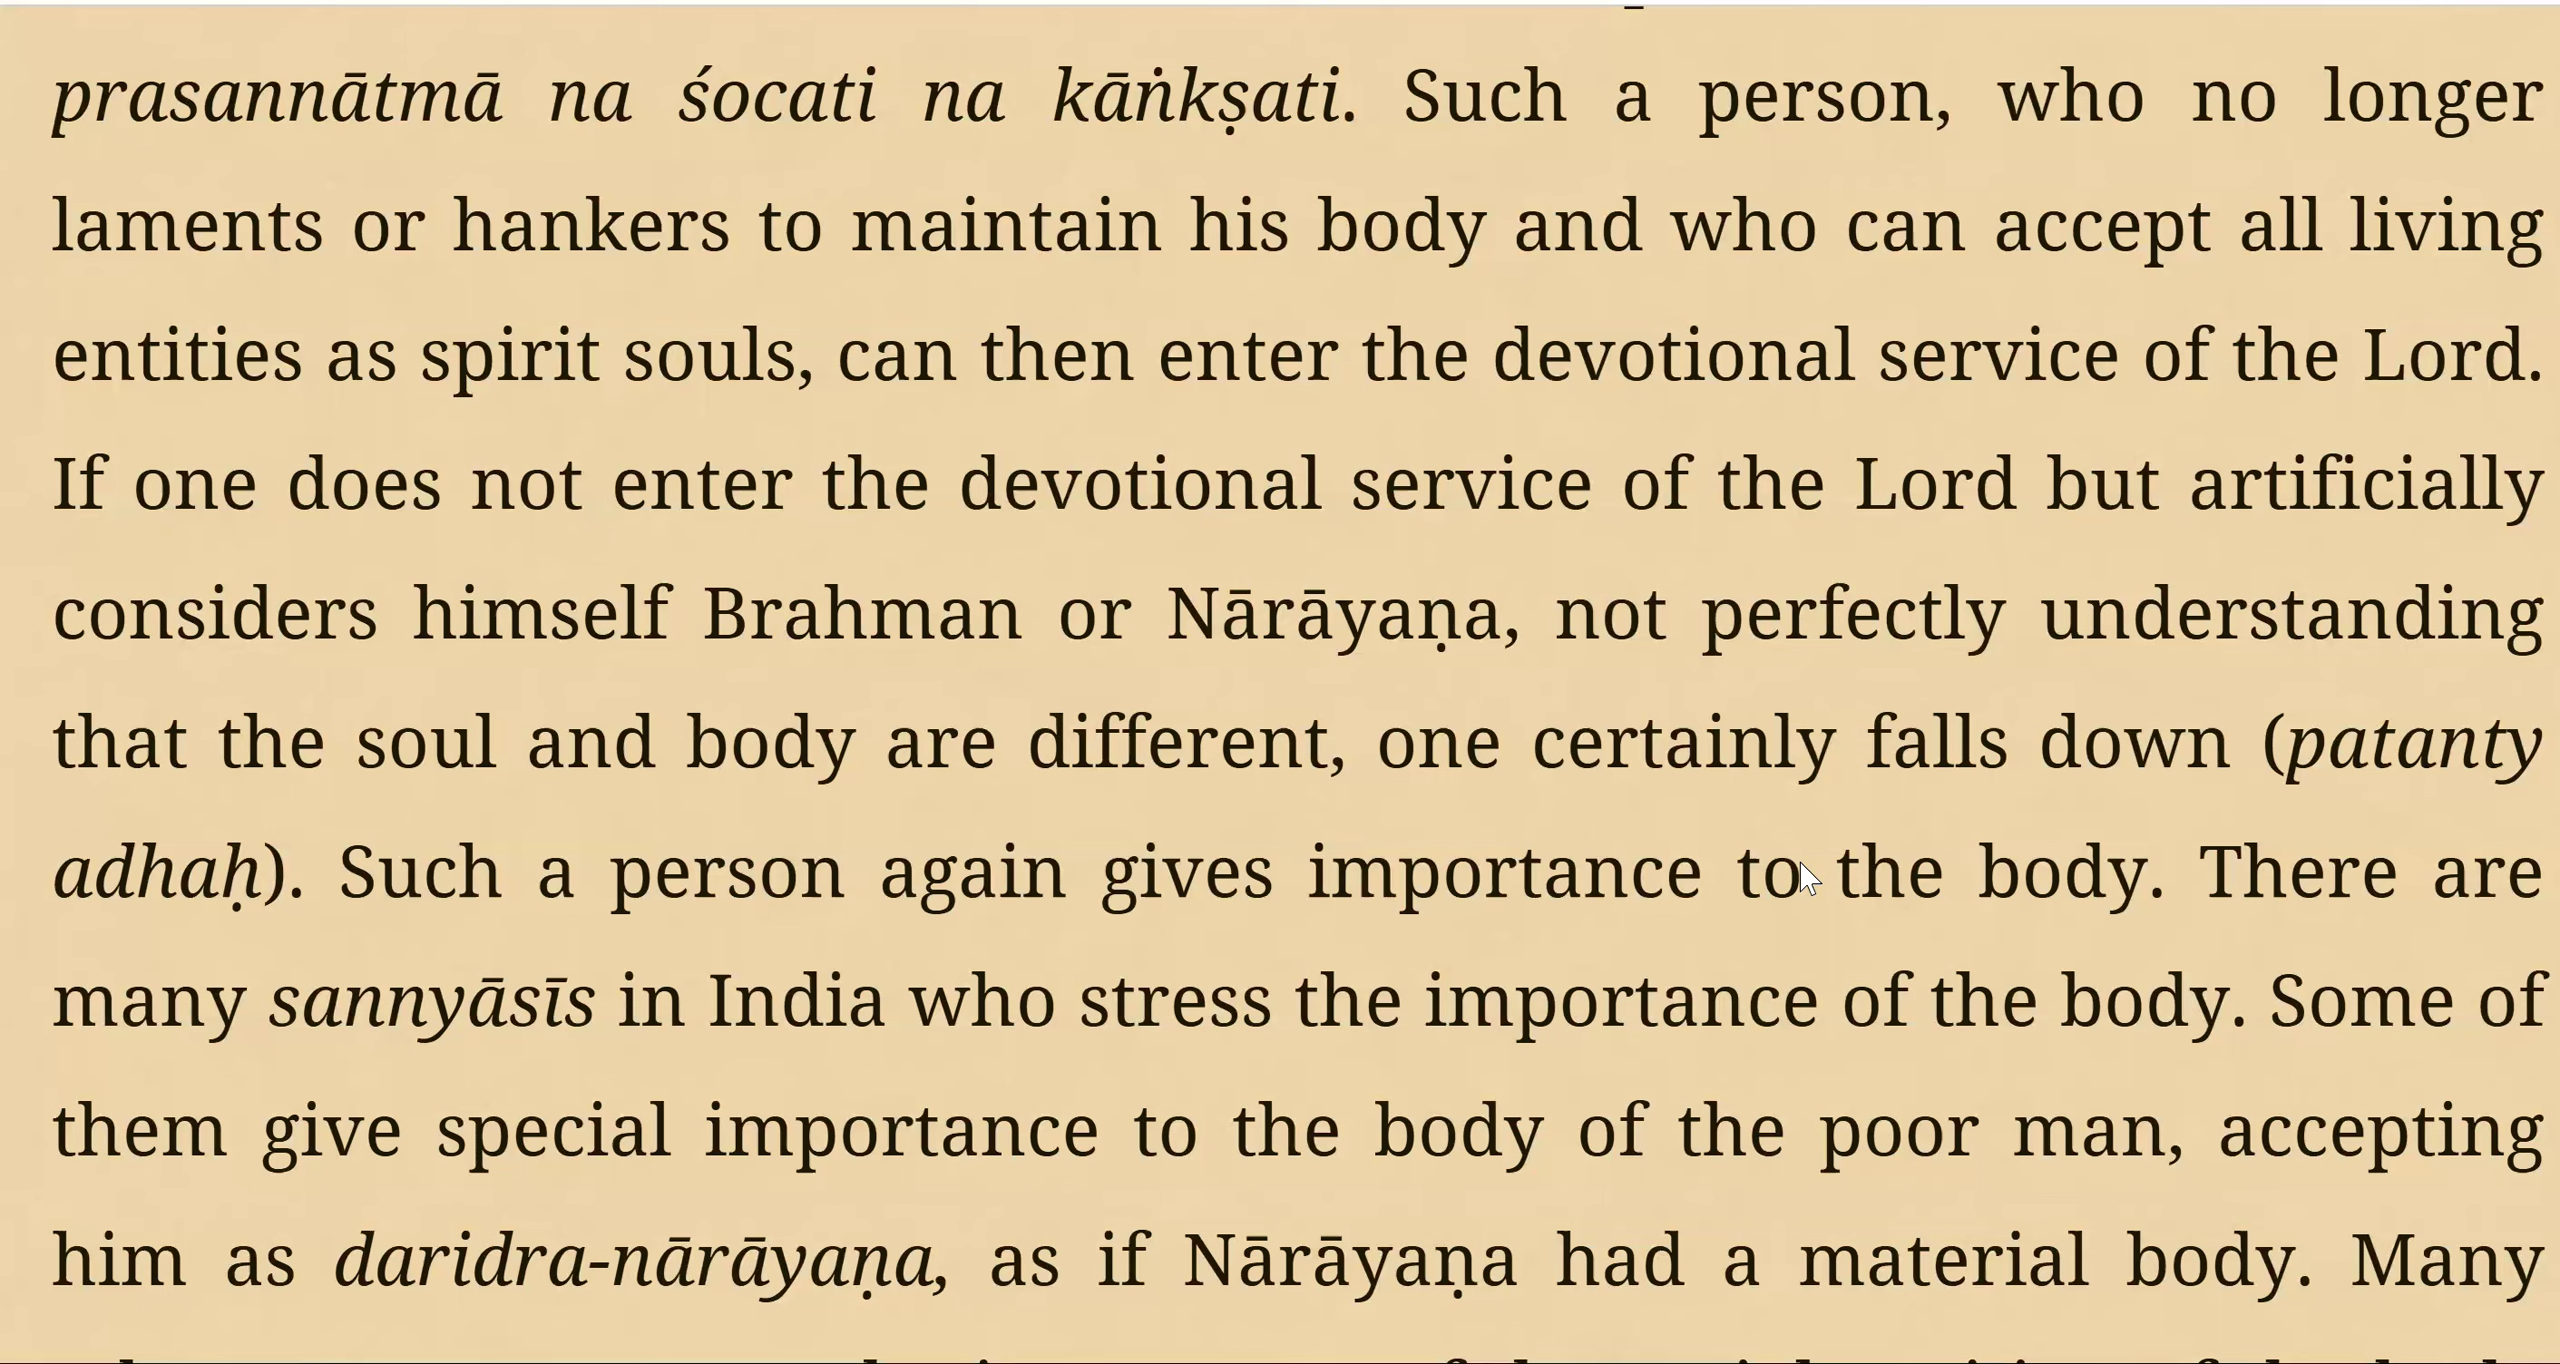 prasannātmā na śocati na kāṅkṣati. Such a person, who no longer
laments or hankers to maintain his body and who can accept all living
entities as spirit souls, can then enter the devotional service of the Lord.
If one does not enter the devotional service of the Lord but artificially
considers himself Brahman or Nārāyaṇa, not perfectly understanding
that the soul and body are different, one certainly falls down (patanty
adhaḥ). Such a person again gives importance to the body. There are
many sannyāsīs in India who stress the importance of the body. Some of
them give special importance to the body of the poor man, accepting
him as daridra-nārāyaṇa, as if Nārāyaṇa had a material body. Many